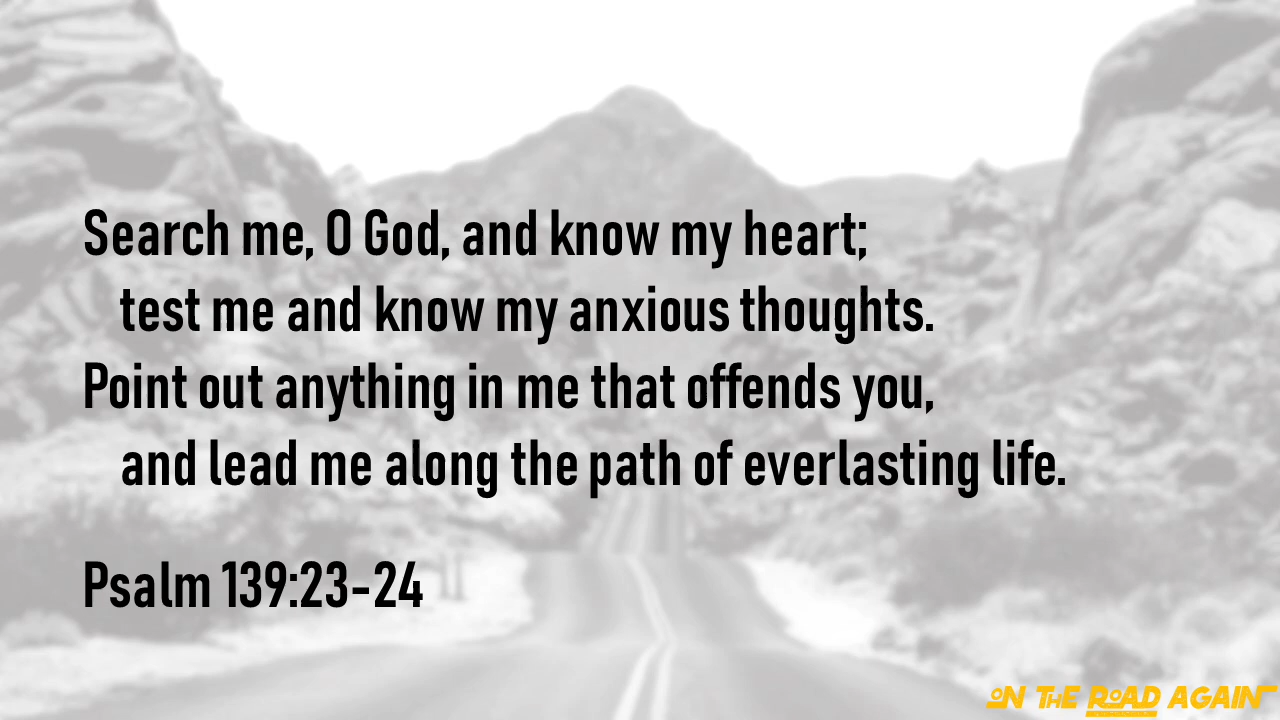 Search me, O God, and know my heart;
test me and know my anxious thoughts.
Point out anything in me that offends you,
and lead me along the path of everlasting life.
Psalm 139:23-24
ON THE ROAD AGAIN